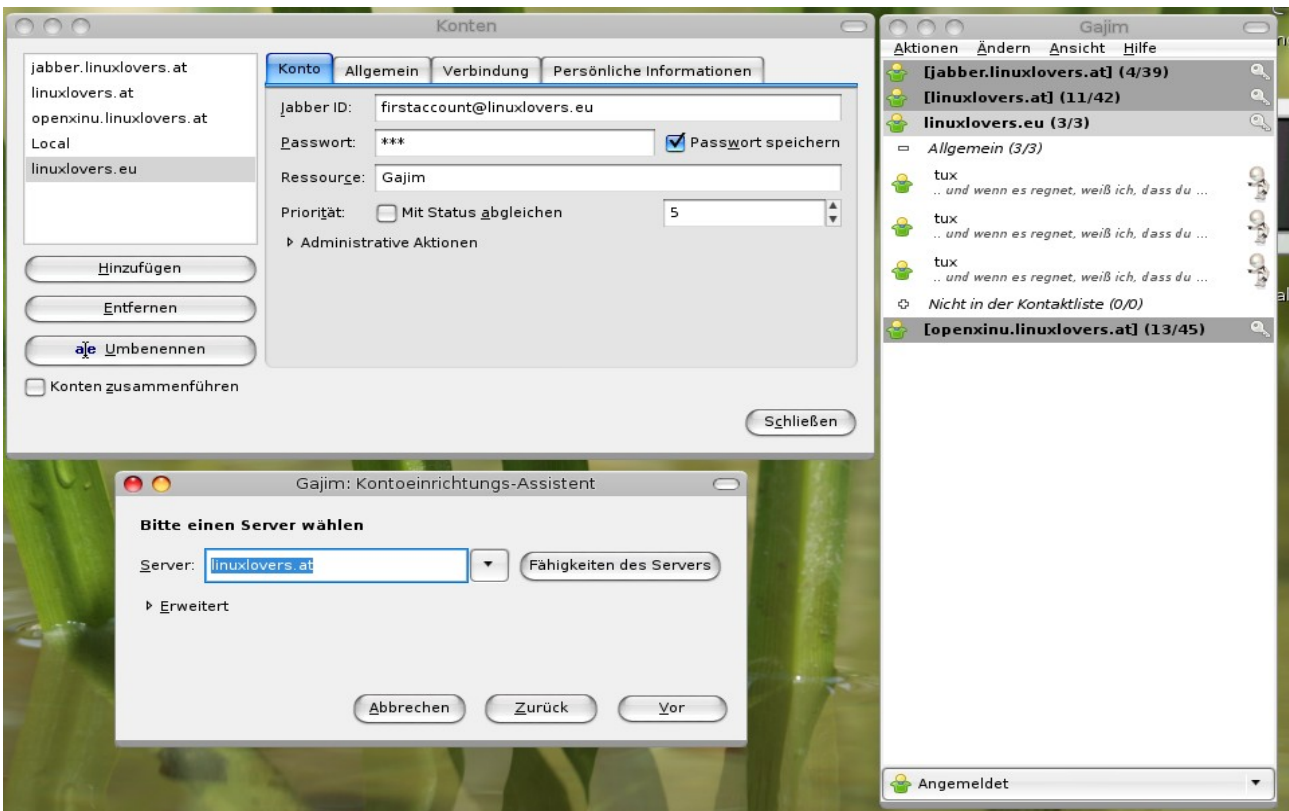 Konten
jabber.linuxlovers.at
linuxlovers.at
openxinu.linuxlovers.at
Local
linuxlovers.eu
Hinzufügen
Entfernen
a|e Umbenennen
Konten zusammenführen
Konto Allgemein Verbindung Persönliche Informationen
Jabber ID: firstaccount@linuxlovers.eu
Passwort: *** Passwort speichern
Ressource: Gajim
Priorität: Mit Status abgleichen 5
Administrative Aktionen
Schließen
Gajim: Kontoeinrichtungs-Assistent
Bitte einen Server wählen
Server: linuxlovers.at Fähigkeiten des Servers
Erweitert
Abbrechen Zurück Vor
Gajim
Aktionen Ändern Ansicht Hilfe
[jabber.linuxlovers.at] (4/39)
[linuxlovers.at] (11/42)
linuxlovers.eu (3/3)
Allgemein (3/3)
tux
.. und wenn es regnet, weiß ich, dass du ...
tux
.. und wenn es regnet, weiß ich, dass du ...
tux
.. und wenn es regnet, weiß ich, dass du ...
Nicht in der Kontaktliste (0/0)
[openxinu.linuxlovers.at] (13/45)
Angemeldet